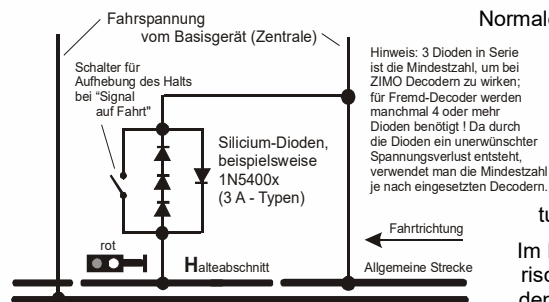 Fahrspannung
vom Basisgerät (Zentrale)
Normale
Schalter für
Aufhebung des Halts
bei "Signal
auf Fahrt"
Hinweis: 3 Dioden in Serie
ist die Mindestzahl, um bei
ZIMO Decodern zu wirken;
für Fremd-Decoder werden
manchmal 4 oder mehr
Dioden benötigt ! Da durch
die Dioden ein unerwünschter
Spannungsverlust entsteht,
verwendet man die Mindestzahl
je nach eingesetzten Decodern.
Silicium-Dioden,
beispielsweise
1N5400x
(3 A - Typen)
Fahrtrichtung
rot
Halteabschnitt
Allgemeine Strecke
tu
Im
risc
den